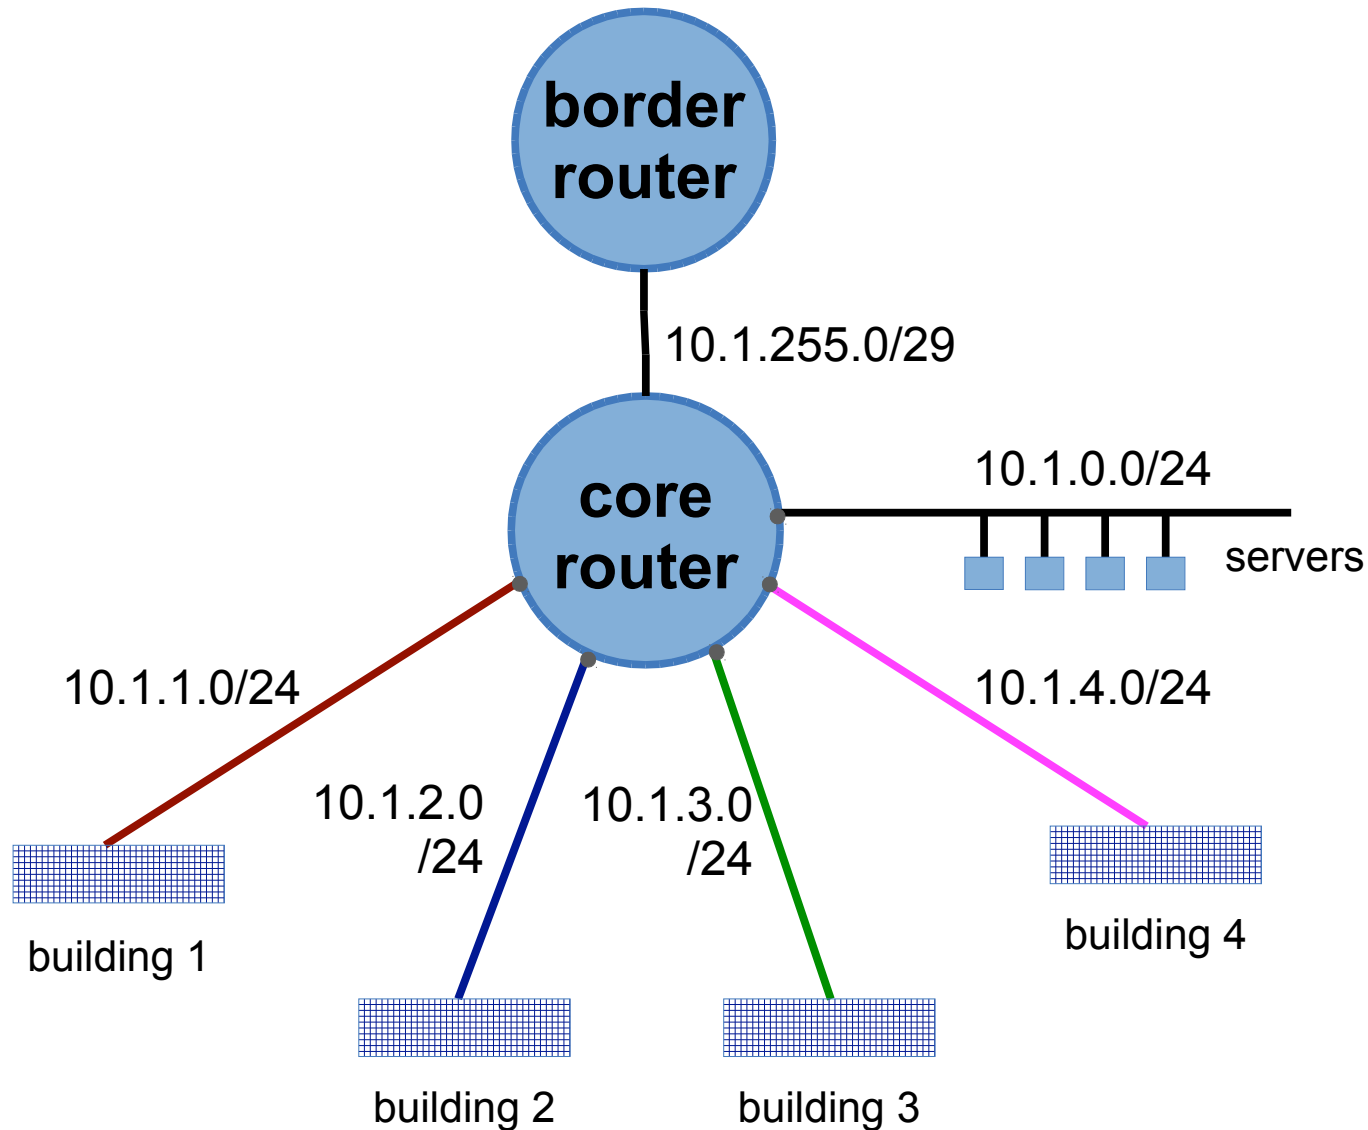 border
router
10.1.255.0/29
core
router
10.1.0.0/24
servers
10.1.1.0/24
10.1.4.0/24
10.1.2.0
/24
10.1.3.0
/24
building 1
building 4
building 2
building 3